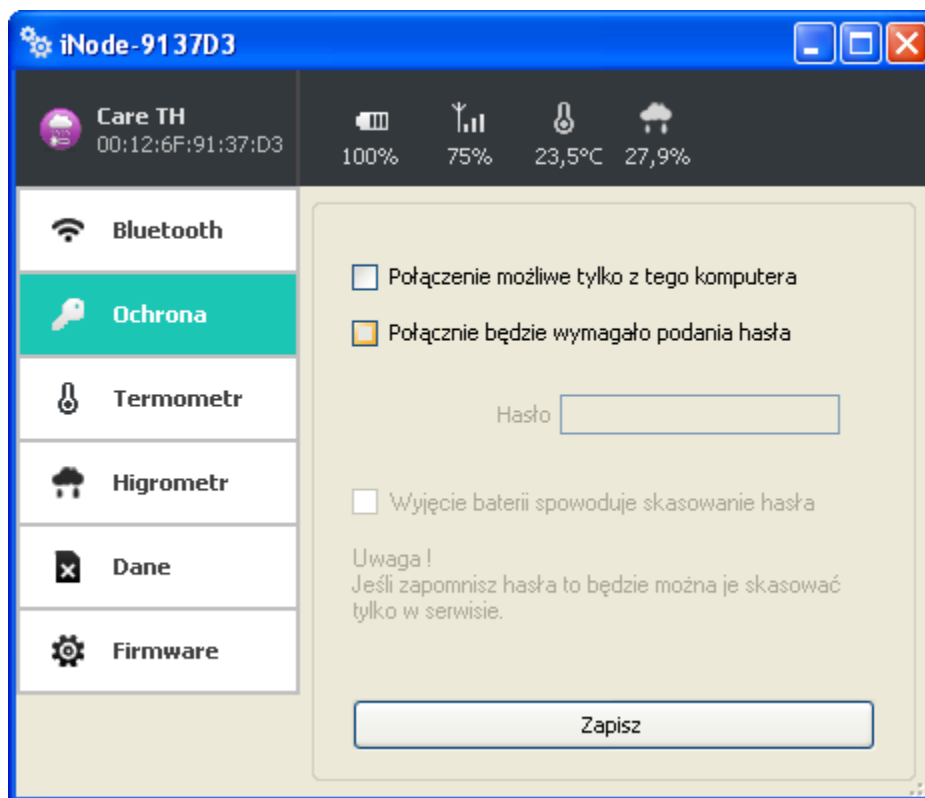 iNode-9137D3
Care TH
00:12:6F:91:37:D3
100%
75%
23,5°C
27,9%
Bluetooth
Ochrona
Termometr
Higrometr
Dane
Firmware
Połączenie możliwe tylko z tego komputera
Połącznie będzie wymagało podania hasła
Hasło
Wyjęcie baterii spowoduje skasowanie hasła
Uwaga !
Jeśli zapomnisz hasła to będzie można je skasować
tylko w serwisie.
Zapisz